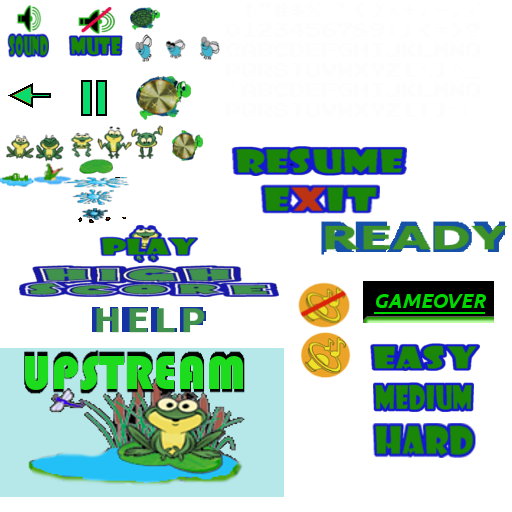 SOUND
MUTE
RESUME
EXIT
READY
PLAY
HIGH
SCORE
HELP
GAMEOVER
UPSTREAM
EASY
MEDIUM
HARD